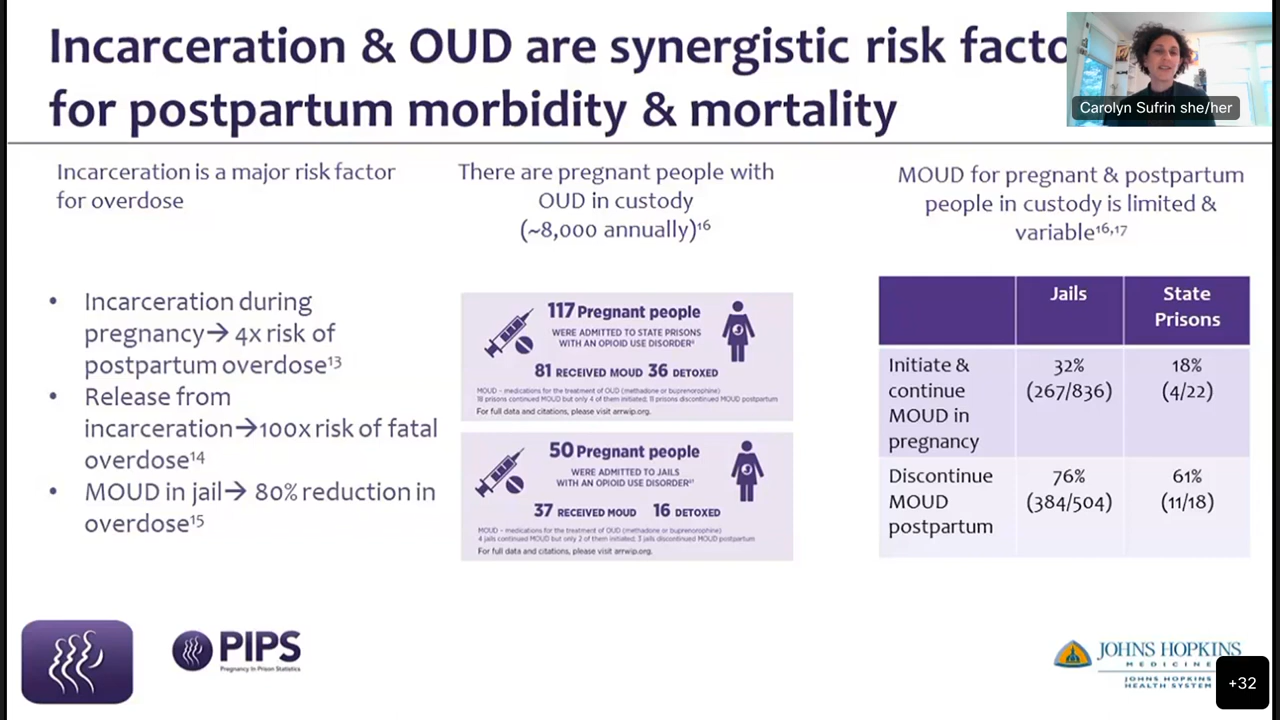 Incarceration & OUD are synergistic risk facto
for postpartum morbidity & mortality
Carolyn Sufrin she/her
Incarceration is a major risk factor
for overdose
• Incarceration during
pregnancy→ 4x risk of
postpartum overdose¹³
• Release from
incarceration→100x risk of fatal
overdose¹⁴
• MOUD in jail→ 80% reduction in
overdose¹⁵
There are pregnant people with
OUD in custody
(~8,000 annually)¹⁶
117 Pregnant people
WERE ADMITTED TO STATE PRISONS
WITH AN OPIOID USE DISORDER
81 RECEIVED MOUD 36 DETOXED
MOUD - medications for the treatment of OUD (methadone or buprenorophine)
18 prisons continued MOUD but only 4 of them initiated; 11 prisons discontinued MOUD postpartum
For full data and citations, please visit arrwip.org.
50 Pregnant people
WERE ADMITTED TO JAILS
WITH AN OPIOID USE DISORDER
37 RECEIVED MOUD 16 DETOXED
MOUD - medications for the treatment of OUD (methadone or buprenorophine)
4 jails continued MOUD but only 2 of them initiated; 3 jails discontinued MOUD postpartum
For full data and citations, please visit arrwip.org.
MOUD for pregnant & postpartum
people in custody is limited &
variable¹⁶,¹⁷
Jails State
Prisons
Initiate & 32% 18%
continue (267/836) (4/22)
MOUD in
pregnancy
Discontinue 76% 61%
MOUD (384/504) (11/18)
postpartum
PIPS
Pregnancy In Prison Statistics
JOHNS HOPKINS
MEDICINE
JOHNS HOPKINS
HEALTH SYSTEM
+32